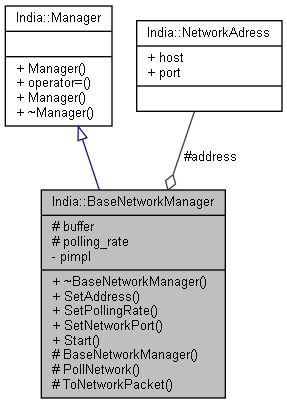 India::Manager
+ Manager()
+ operator=()
+ Manager()
+ ~Manager()
India::NetworkAdress
+ host
+ port
#address
India::BaseNetworkManager
# buffer
# polling_rate
- pimpl
+ ~BaseNetworkManager()
+ SetAddress()
+ SetPollingRate()
+ SetNetworkPort()
+ Start()
# BaseNetworkManager()
# PollNetwork()
# ToNetworkPacket()